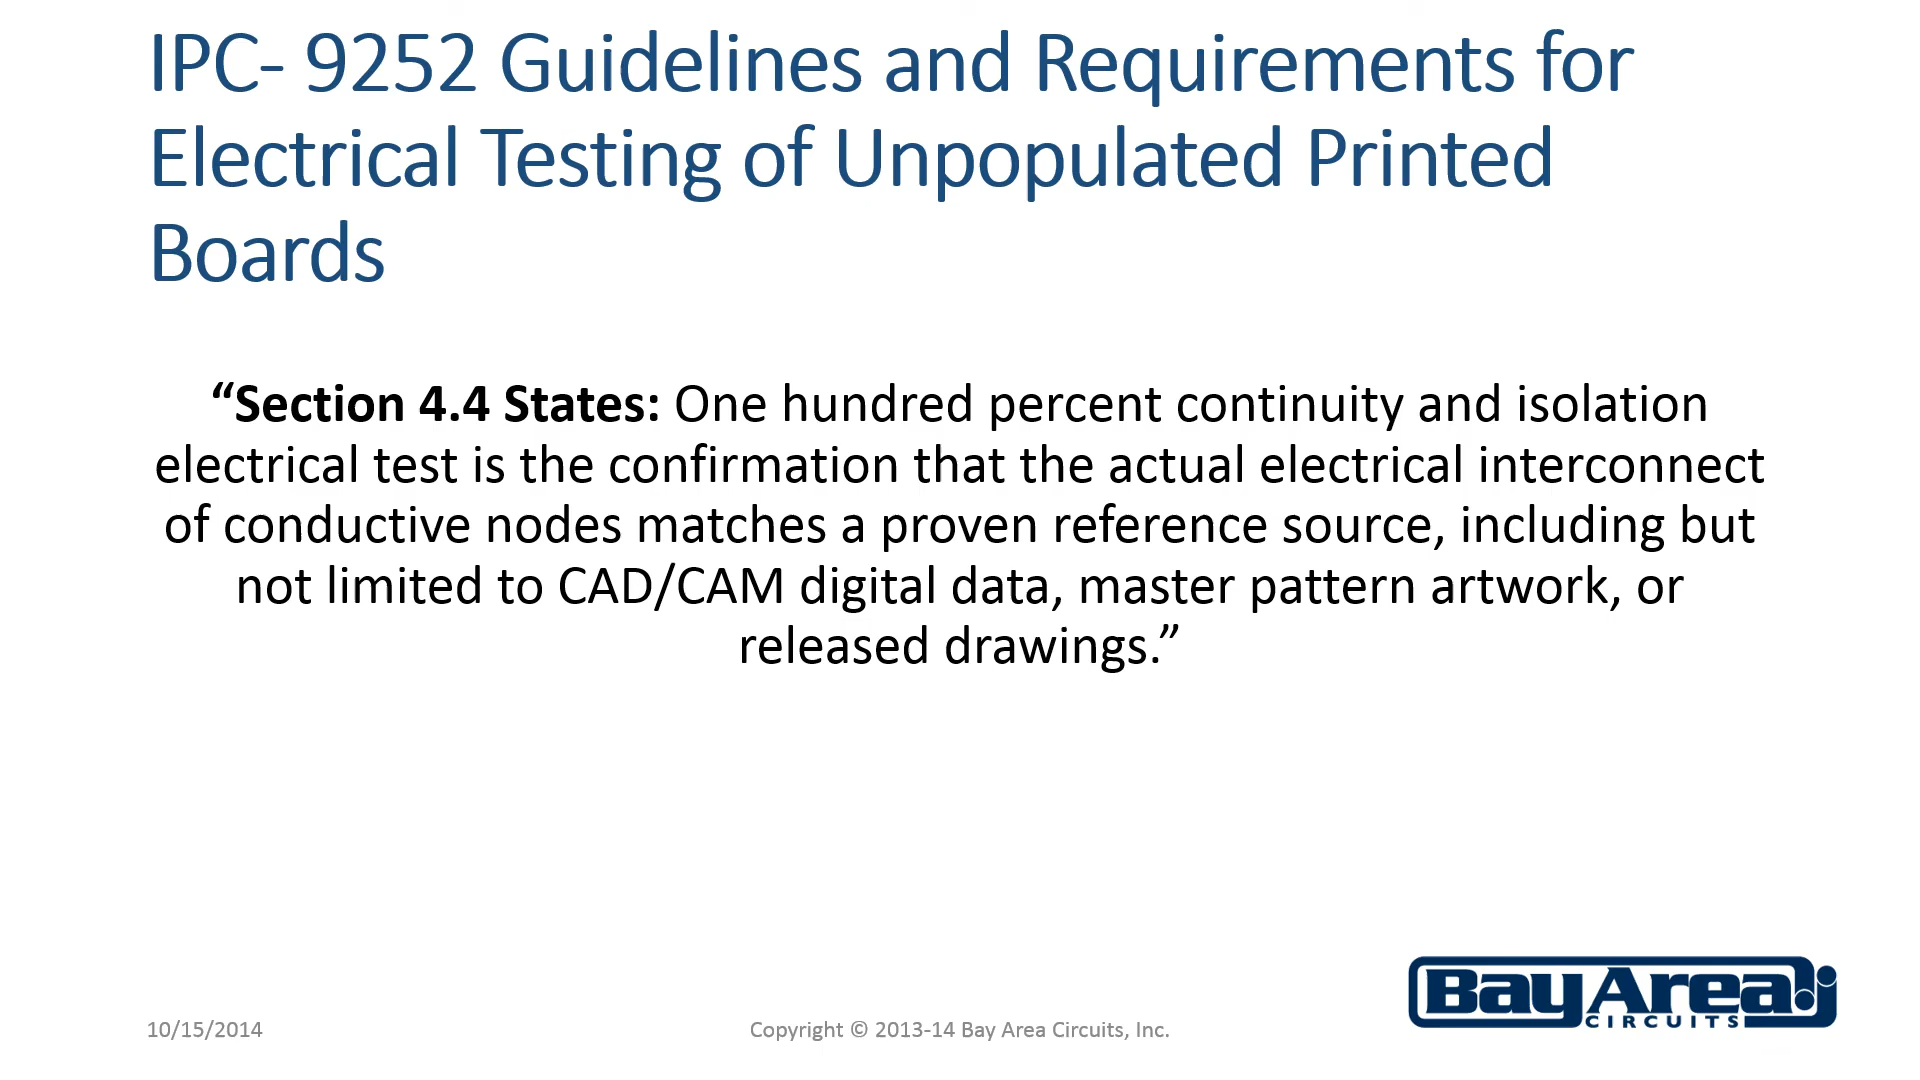 IPC- 9252 Guidelines and Requirements for
Electrical Testing of Unpopulated Printed
Boards
“Section 4.4 States: One hundred percent continuity and isolation
electrical test is the confirmation that the actual electrical interconnect
of conductive nodes matches a proven reference source, including but
not limited to CAD/CAM digital data, master pattern artwork, or
released drawings.”
Bay Area
CIRCUITS
10/15/2014
Copyright © 2013-14 Bay Area Circuits, Inc.